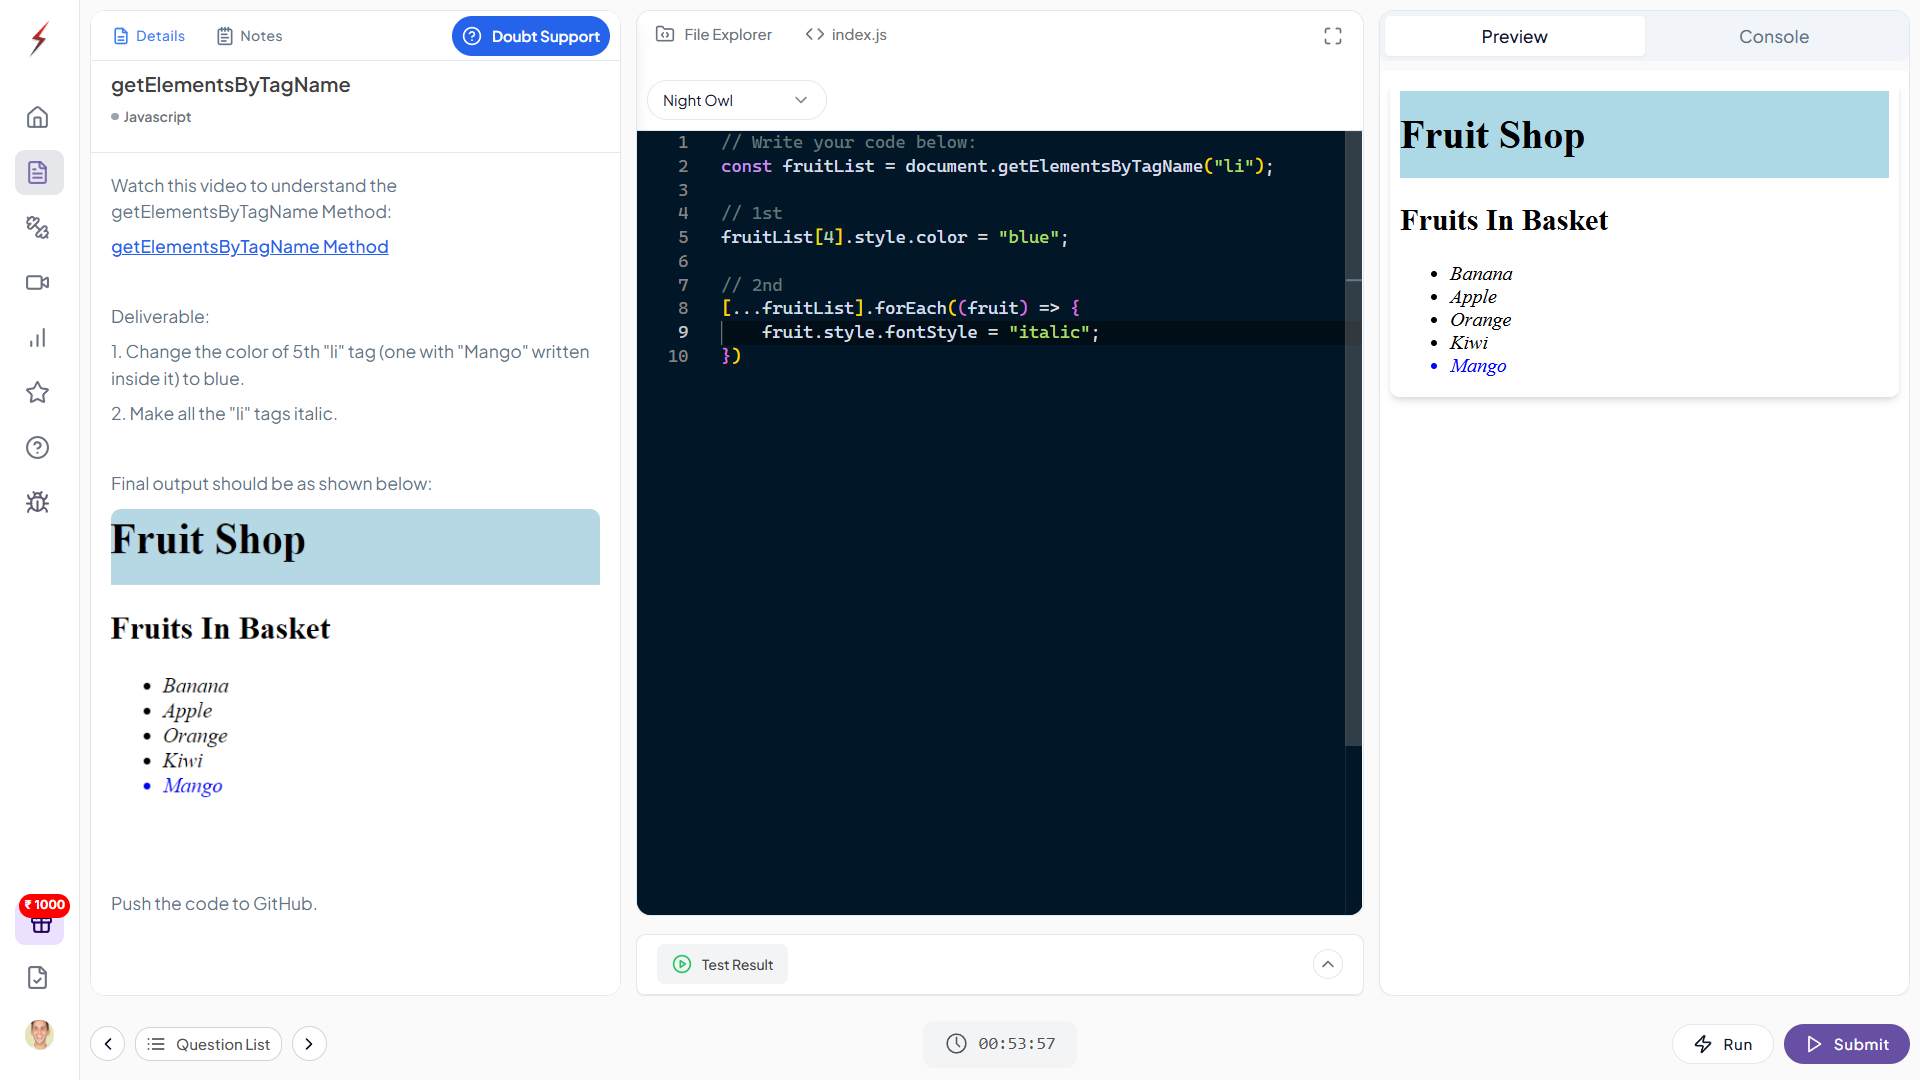 Details
Notes
Doubt Support
getElementsByTagName
Javascript
Watch this video to understand the
getElementsByTagName Method:
getElementsByTagName Method
Deliverable:
1. Change the color of 5th "li" tag (one with "Mango" written
inside it) to blue.
2. Make all the "li" tags italic.
Final output should be as shown below:
Fruit Shop
Fruits In Basket
Banana
Apple
Orange
Kiwi
Mango
Push the code to GitHub.
₹ 1000
Question List
File Explorer
<> index.js
Night Owl
1 // Write your code below:
2 const fruitList = document.getElementsByTagName("li");
3
4 // 1st
5 fruitList[4].style.color = "blue";
6
7 // 2nd
8 [...fruitList].forEach((fruit) => {
9 fruit.style.fontStyle = "italic";
10 })
Test Result
00:53:57
Preview
Console
Fruit Shop
Fruits In Basket
Banana
Apple
Orange
Kiwi
Mango
Run
Submit